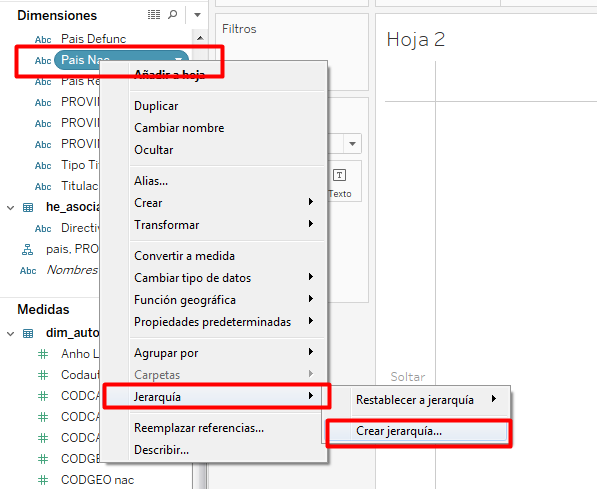 Dimensiones
Filtros
Hoja 2
Abc Pais Defunc
Abc Pais Nac
Abc Pais Re
Abc PROVI
Abc PROVI
Abc PROVI
Abc Tipo Tit
Abc Titulac
he_asocia
Directiv
pais, PRO
Abc Nombres
Medidas
dim_auto
Anho L
Codaut
CODCA
CODCA
CODCA
CODCA
CODGEO
CODGEO nac
Añadir a hoja
Duplicar
Cambiar nombre
Ocultar
Alias...
Crear
Transformar
Convertir a medida
Cambiar tipo de datos
Función geográfica
Propiedades predeterminadas
Agrupar por
Carpetas
Jerarquía
Reemplazar referencias...
Describir...
T
Texto
Soltar
Restablecer a jerarquía
Crear jerarquía...